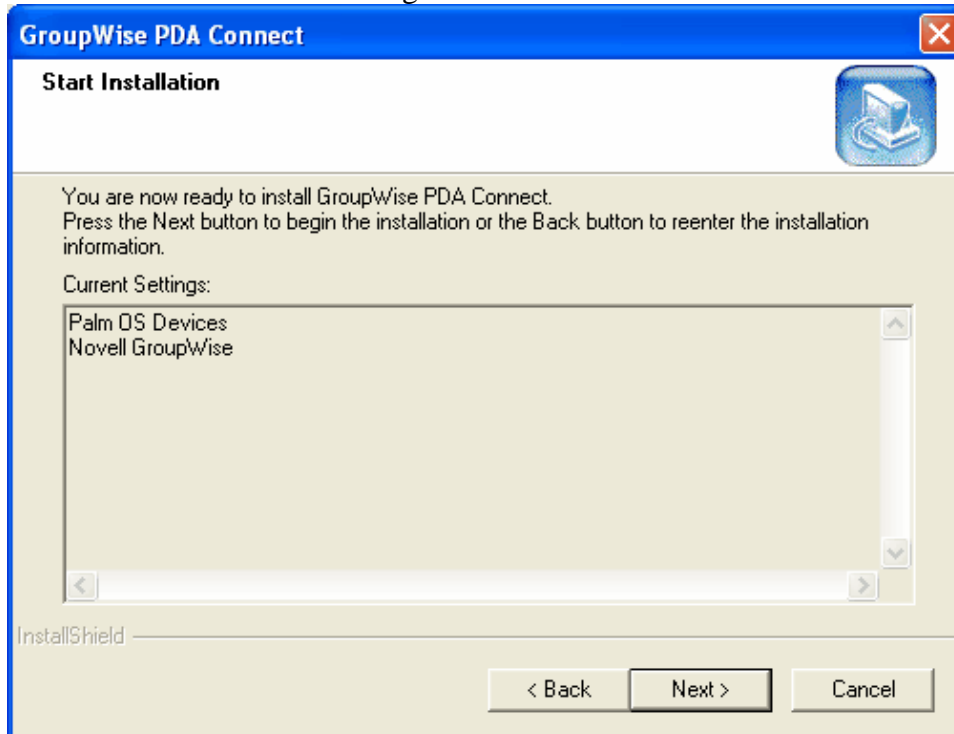 GroupWise PDA Connect
Start Installation
You are now ready to install GroupWise PDA Connect.
Press the Next button to begin the installation or the Back button to reenter the installation
information.
Current Settings:
Palm OS Devices
Novell GroupWise
InstallShield
< Back
Next >
Cancel